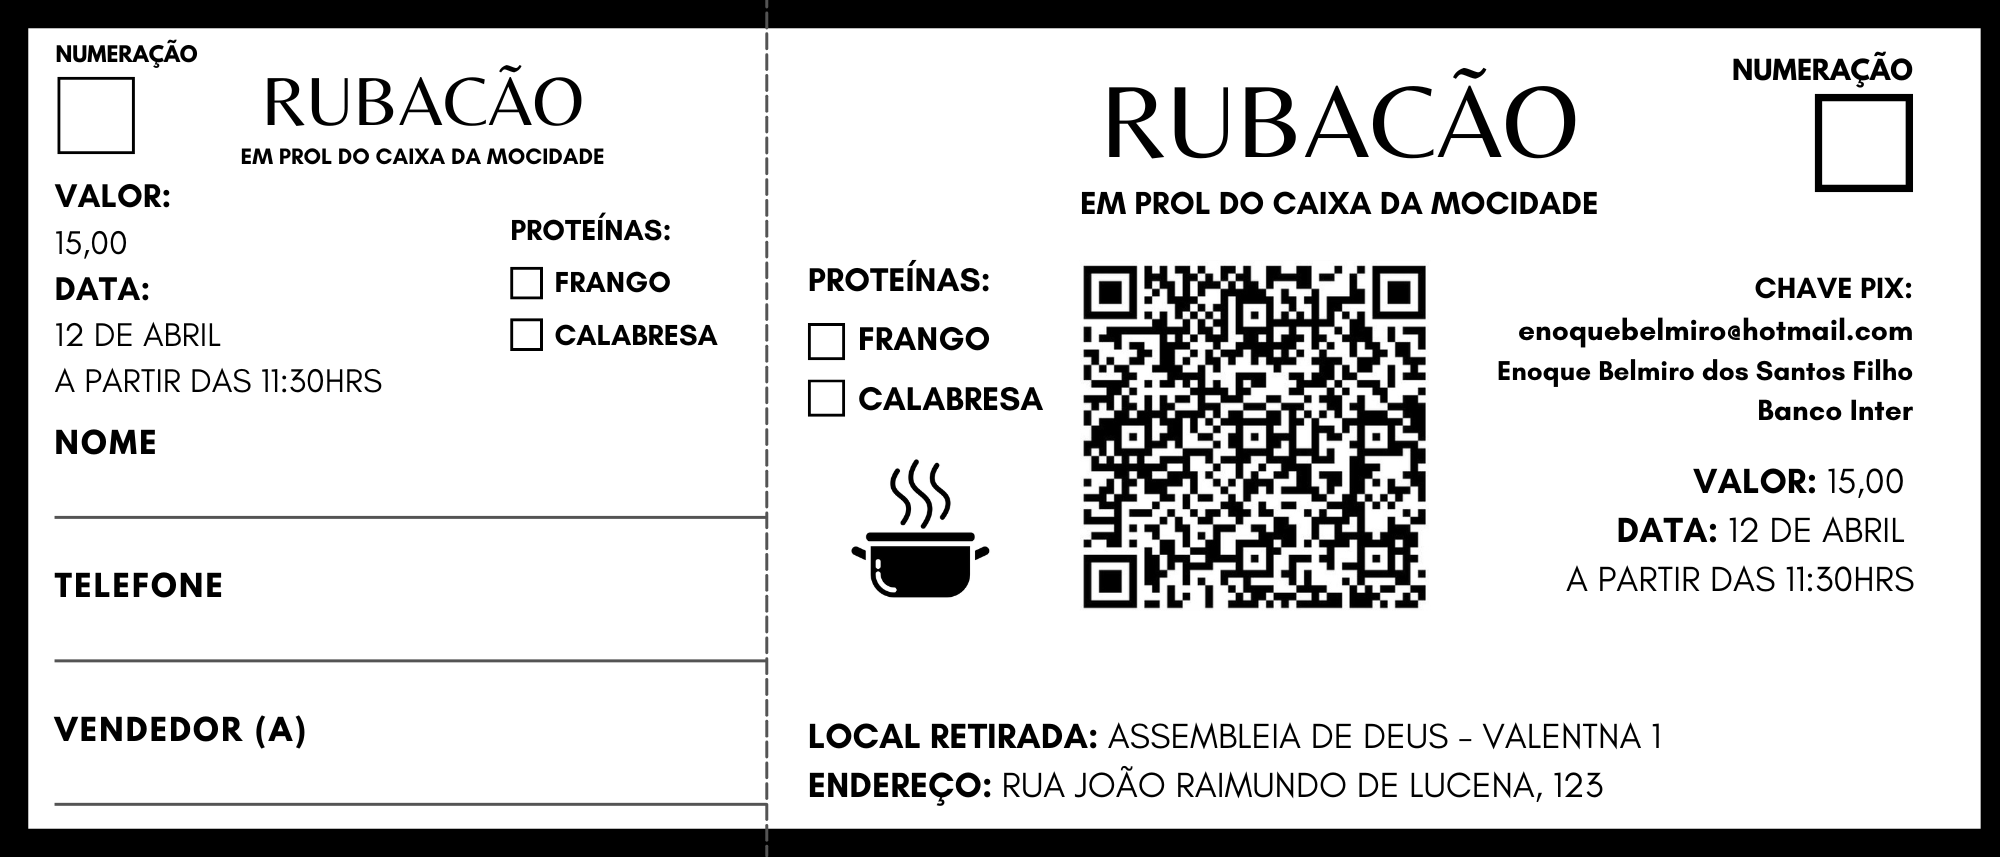 NUMERAÇÃO
RUBACÃO
EM PROL DO CAIXA DA MOCIDADE
VALOR:
15,00
DATA:
12 DE ABRIL
A PARTIR DAS 11:30HRS
PROTEÍNAS:
FRANGO
CALABRESA
NOME
TELEFONE
VENDEDOR (A)
RUBACÃO
EM PROL DO CAIXA DA MOCIDADE
NUMERAÇÃO
PROTEÍNAS:
FRANGO
CALABRESA
CHAVE PIX:
enoquebelmiro@hotmail.com
Enoque Belmiro dos Santos Filho
Banco Inter
VALOR: 15,00
DATA: 12 DE ABRIL
A PARTIR DAS 11:30HRS
LOCAL RETIRADA: ASSEMBLEIA DE DEUS - VALENTNA 1
ENDEREÇO: RUA JOÃO RAIMUNDO DE LUCENA, 123